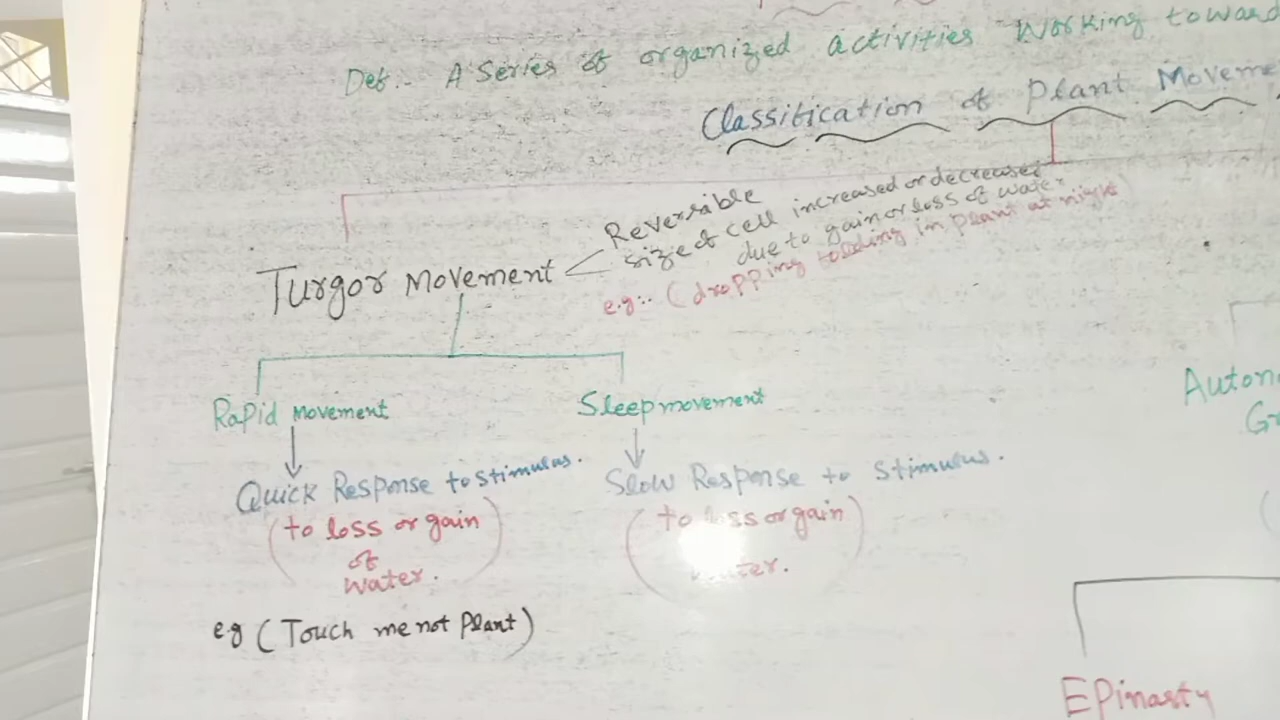 Def:- A series of organized activities working toward
Classification of Plant Moveme
Reversible
size of cell increased or decreased
due to gain or loss of water
e.g:- (dropping in plant at night)
Turgor movement
Rapid movement
Sleep movement
Quick Response to stimulus.
(to loss or gain
of
water.)
Slow Response to stimulus.
(to loss or gain
water.)
e.g (Touch me not Plant)
Auton
Gr
Epinasty